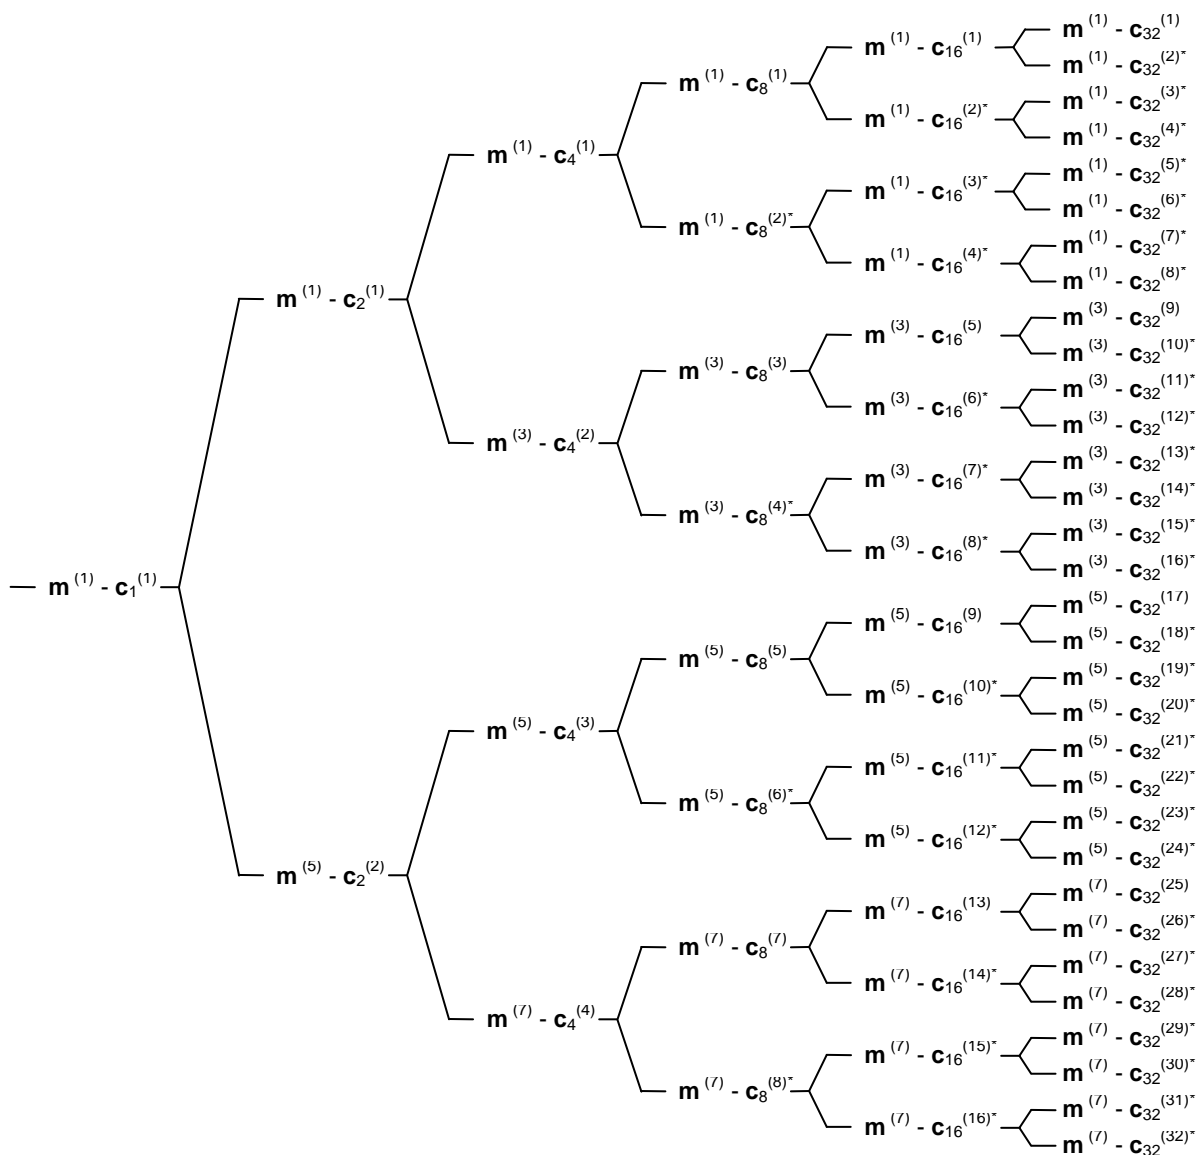 m (1) - c1(1)
m (1) - c2(1)
m (5) - c2(2)
m (1) - c4(1)
m (3) - c4(2)
m (5) - c4(3)
m (7) - c4(4)
m (1) - c8(1)
m (1) - c8(2)*
m (3) - c8(3)
m (3) - c8(4)*
m (5) - c8(5)
m (5) - c8(6)*
m (7) - c8(7)
m (7) - c8(8)*
m (1) - c16(1)
m (1) - c16(2)*
m (1) - c16(3)*
m (1) - c16(4)*
m (3) - c16(5)
m (3) - c16(6)*
m (3) - c16(7)*
m (3) - c16(8)*
m (5) - c16(9)
m (5) - c16(10)*
m (5) - c16(11)*
m (5) - c16(12)*
m (7) - c16(13)
m (7) - c16(14)*
m (7) - c16(15)*
m (7) - c16(16)*
m (1) - c32(1)
m (1) - c32(2)*
m (1) - c32(3)*
m (1) - c32(4)*
m (1) - c32(5)*
m (1) - c32(6)*
m (1) - c32(7)*
m (1) - c32(8)*
m (3) - c32(9)
m (3) - c32(10)*
m (3) - c32(11)*
m (3) - c32(12)*
m (3) - c32(13)*
m (3) - c32(14)*
m (3) - c32(15)*
m (3) - c32(16)*
m (5) - c32(17)
m (5) - c32(18)*
m (5) - c32(19)*
m (5) - c32(20)*
m (5) - c32(21)*
m (5) - c32(22)*
m (5) - c32(23)*
m (5) - c32(24)*
m (7) - c32(25)
m (7) - c32(26)*
m (7) - c32(27)*
m (7) - c32(28)*
m (7) - c32(29)*
m (7) - c32(30)*
m (7) - c32(31)*
m (7) - c32(32)*